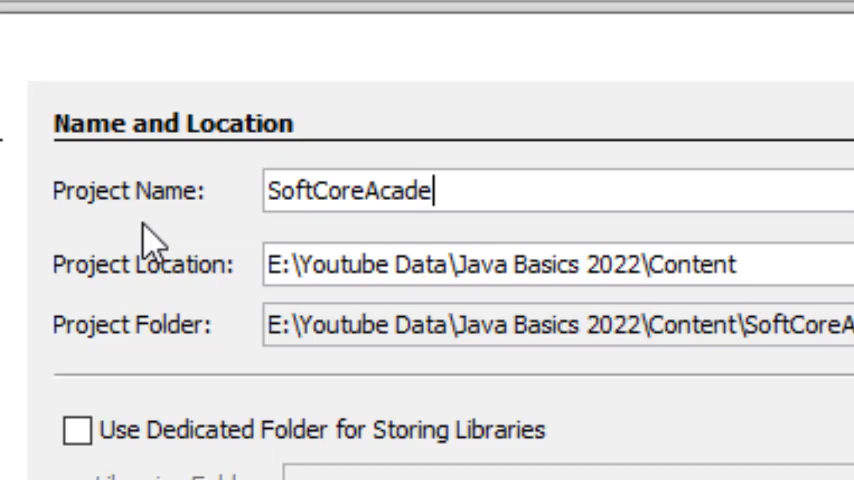 Name and Location
Project Name: SoftCoreAcade
Project Location: E:\Youtube Data\Java Basics 2022\Content
Project Folder: E:\Youtube Data\Java Basics 2022\Content\SoftCoreA
Use Dedicated Folder for Storing Libraries